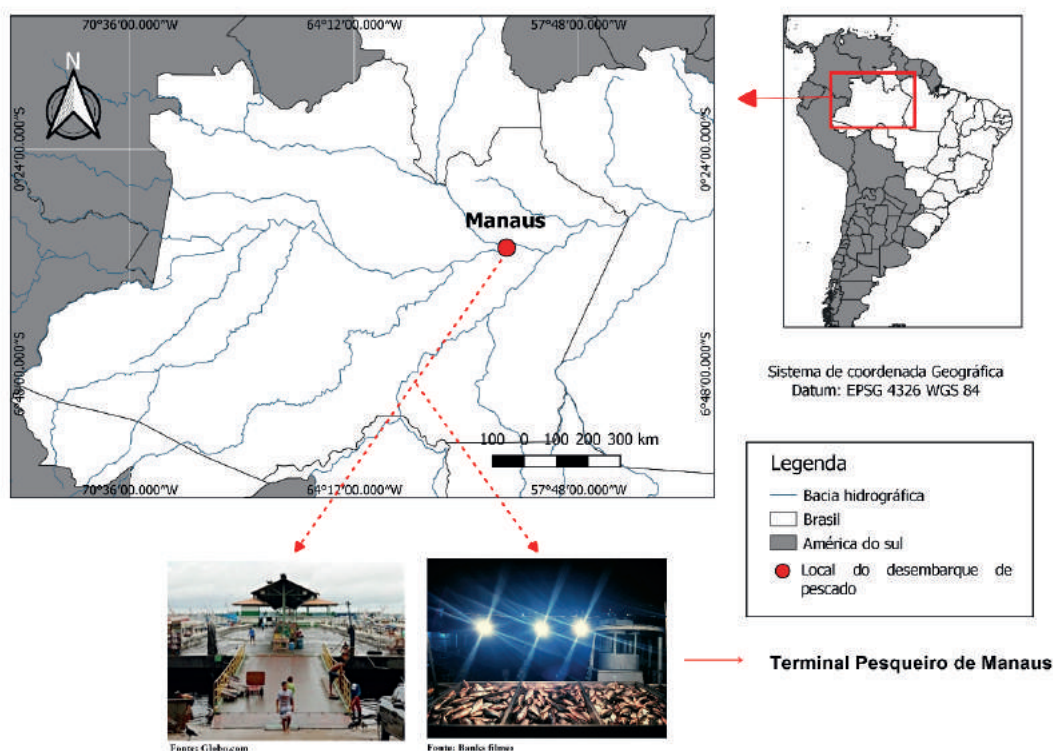 70°36'00.000"W 64°12'00.000"W 57°48'00.000"W
N
0°24'00.000"S
0°24'00.000"S
Manaus
6°48'00.000"S
6°48'00.000"S
100 0 100 200 300 km
70°36'00.000"W 64°12'00.000"W 57°48'00.000"W
Sistema de coordenada Geográfica
Datum: EPSG 4326 WGS 84
Legenda
Bacia hidrográfica
Brasil
América do sul
Local do desembarque de
pescado
Terminal Pesqueiro de Manaus
Fonte: Globo.com
Fonte: Banks filmes